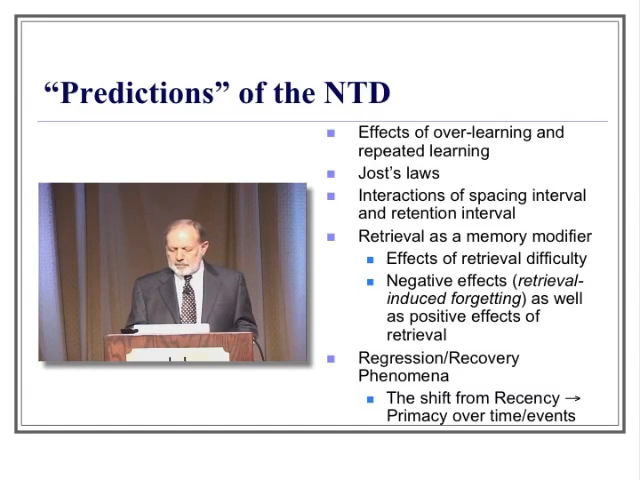 “Predictions” of the NTD
Effects of over-learning and
repeated learning
Jost’s laws
Interactions of spacing interval
and retention interval
Retrieval as a memory modifier
Effects of retrieval difficulty
Negative effects (retrieval-
induced forgetting) as well
as positive effects of
retrieval
Regression/Recovery
Phenomena
The shift from Recency →
Primacy over time/events